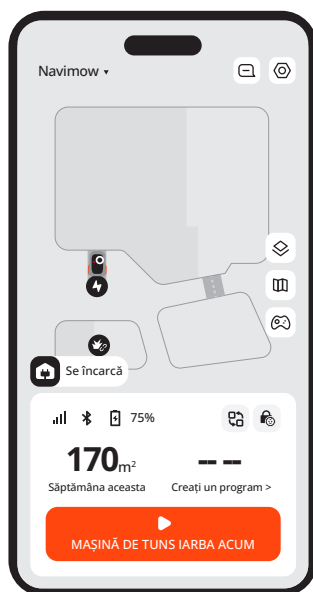 Navimow
Se încarcă
75%
170m²
-- --
Săptămâna aceasta
Creați un program >
MAȘINĂ DE TUNS IARBA ACUM